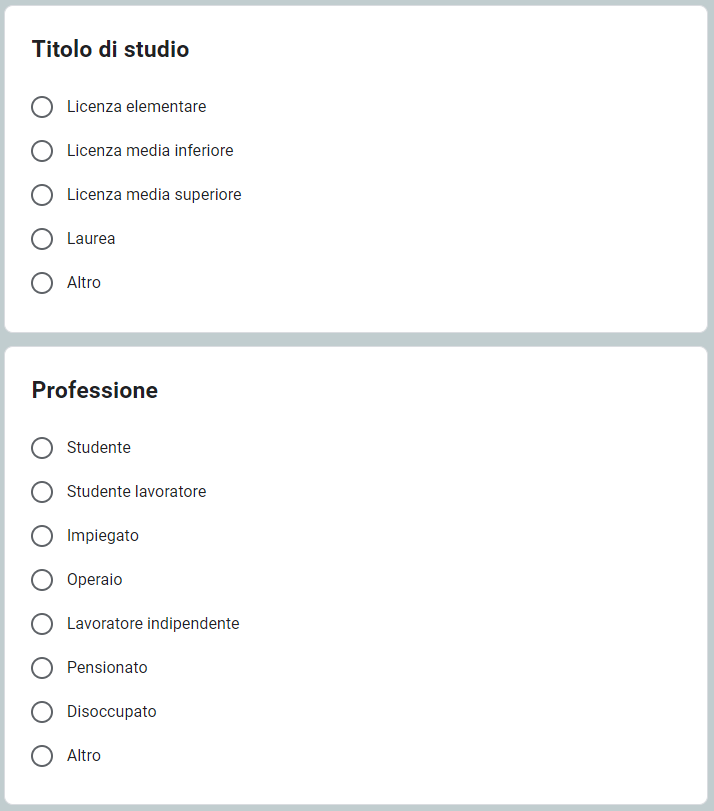 Titolo di studio
Licenza elementare
Licenza media inferiore
Licenza media superiore
Laurea
Altro
Professione
Studente
Studente lavoratore
Impiegato
Operaio
Lavoratore indipendente
Pensionato
Disoccupato
Altro